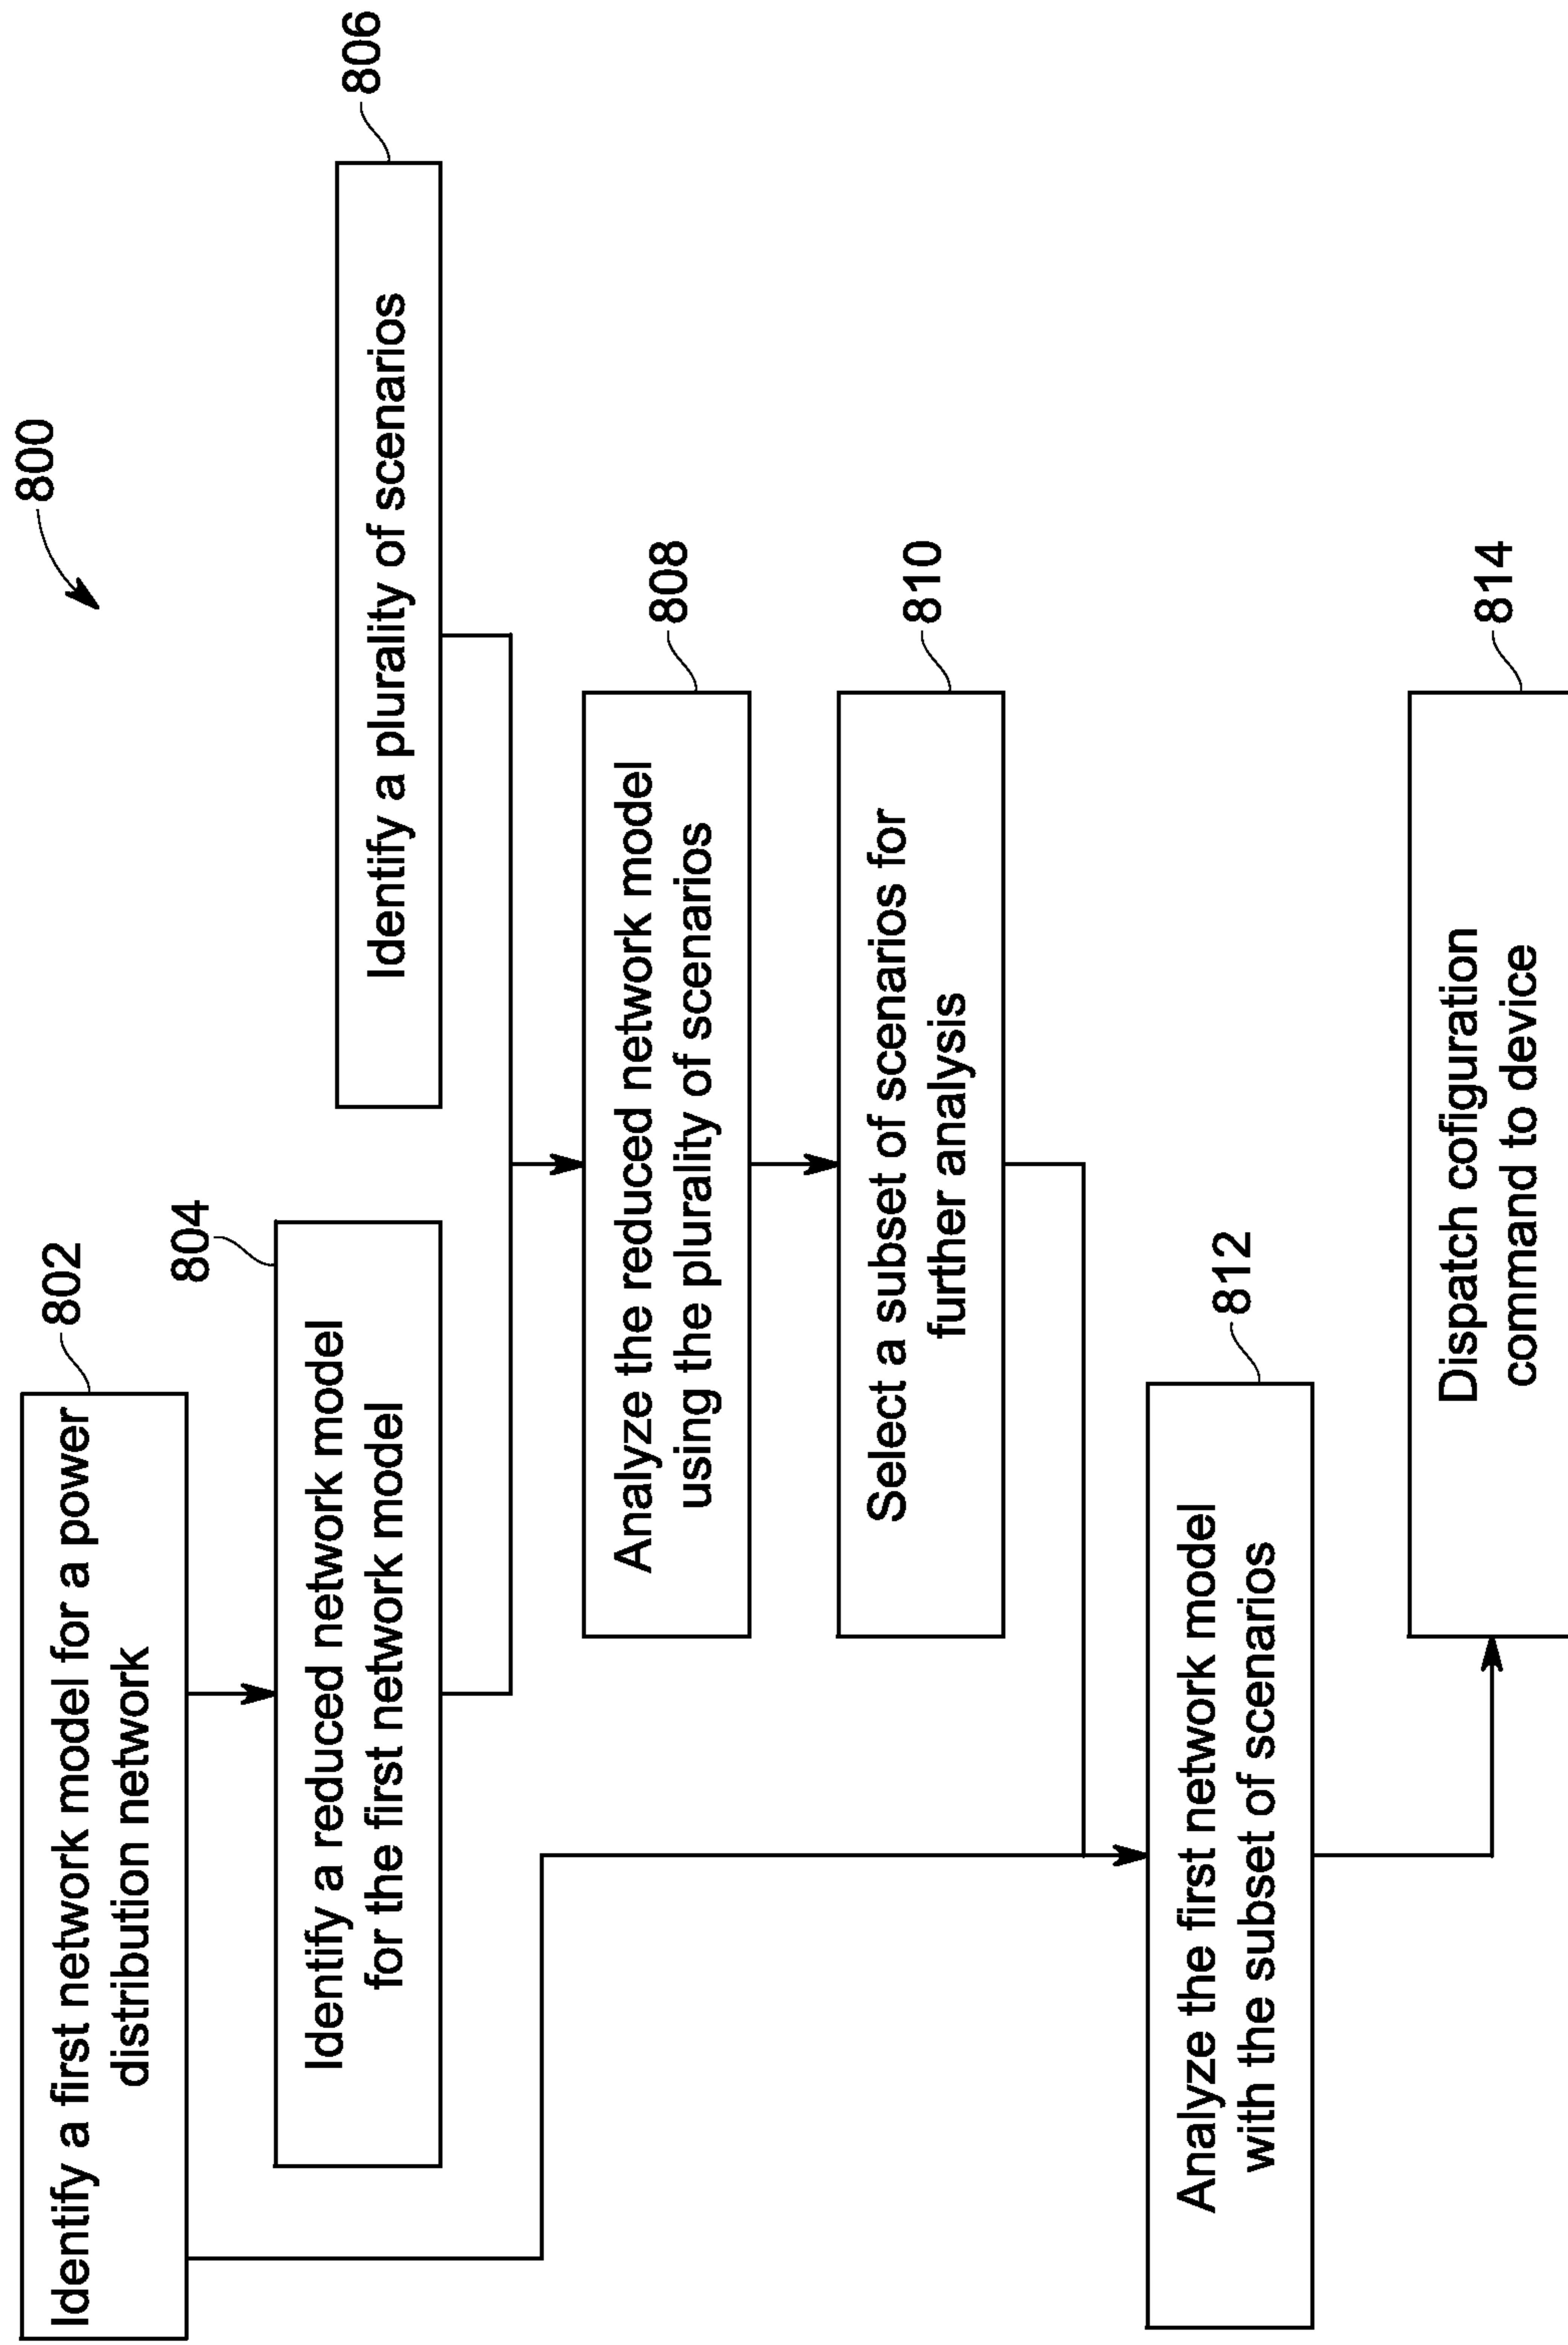 800
802
Identify a first network model for a power
distribution network
804
Identify a reduced network model
for the first network model
806
Identify a plurality of scenarios
808
Analyze the reduced network model
using the plurality of scenarios
810
Select a subset of scenarios for
further analysis
812
Analyze the first network model
with the subset of scenarios
814
Dispatch cofiguration
command to device